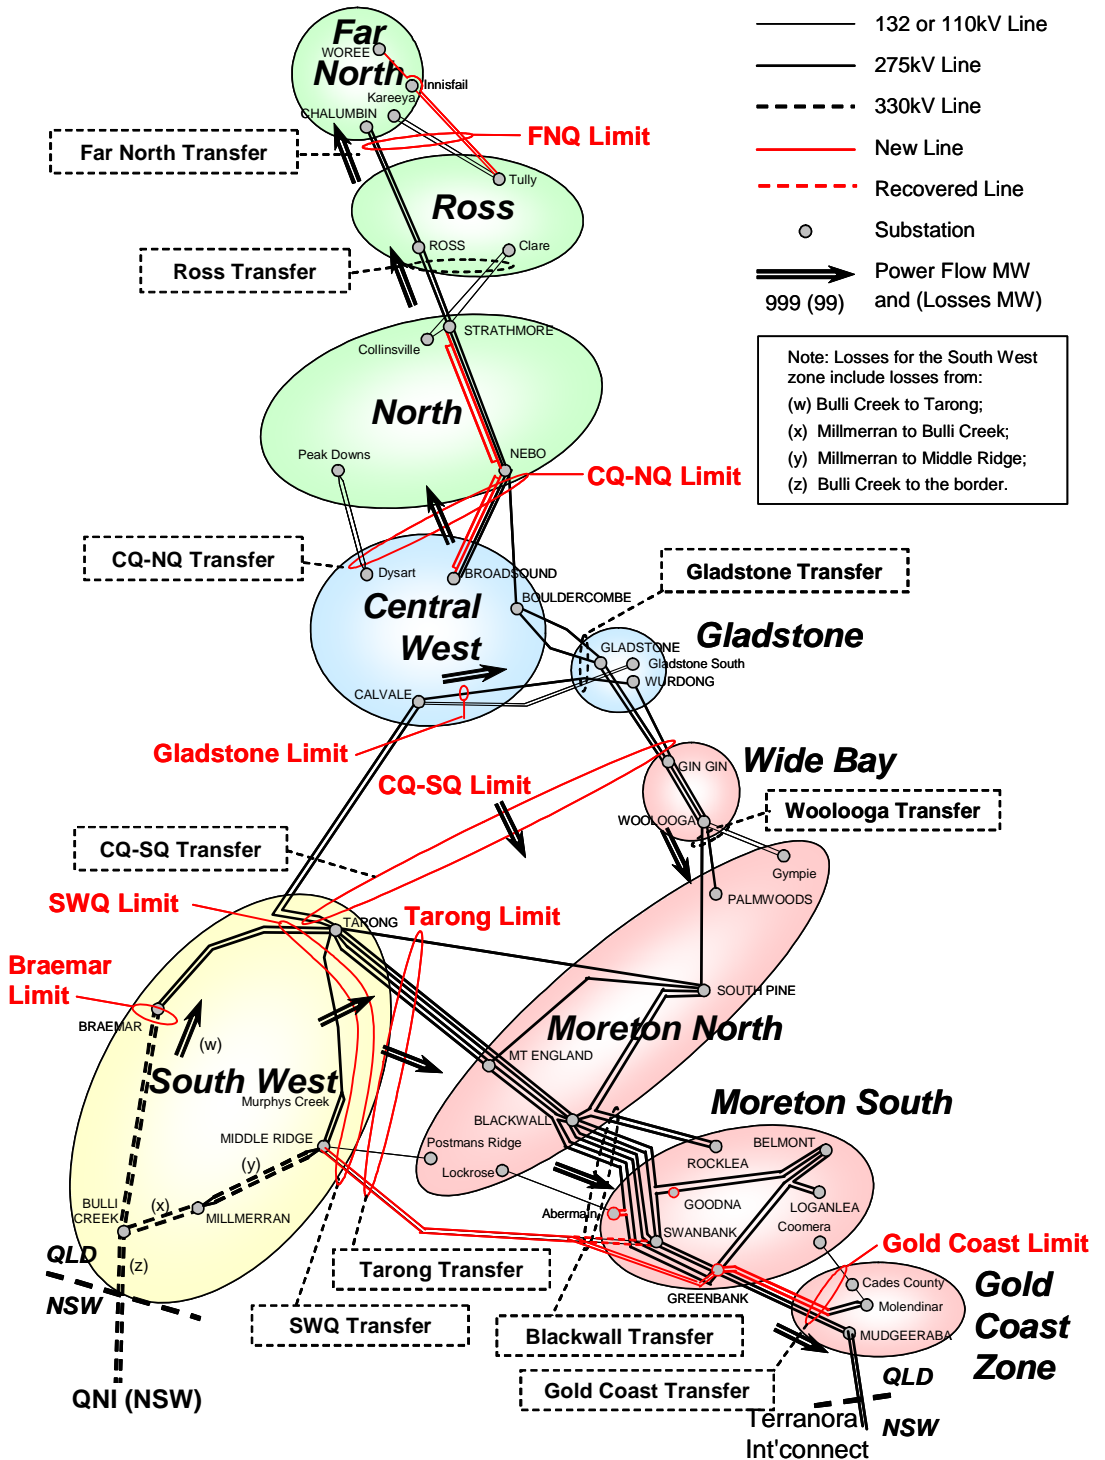 Far
WOREE
North
Innisfail
Kareeya
CHALUMBIN
Far North Transfer
FNQ Limit
Tully
Ross
ROSS
Clare
Ross Transfer
STRATHMORE
Collinsville
North
Peak Downs
NEBO
CQ-NQ Limit
CQ-NQ Transfer
Dysart
BROADSOUND
Central
West
BOULDERCOMBE
Gladstone Transfer
Gladstone
GLADSTONE
Gladstone South
WURDONG
CALVALE
Gladstone Limit
CQ-SQ Limit
Wide Bay
GIN GIN
WOOLOOGA
Woolooga Transfer
Gympie
PALMWOODS
CQ-SQ Transfer
SWQ Limit
TARONG
Tarong Limit
Braemar
Limit
BRAEMAR
(w)
SOUTH PINE
Moreton North
MT ENGLAND
South West
Murphys Creek
BLACKWALL
Moreton South
MIDDLE RIDGE
Postmans Ridge
Lockrose
ROCKLEA
BELMONT
(y)
(x)
BULLI
CREEK
MILLMERRAN
(z)
GOODNA
LOGANLEA
Abermain
Coomera
SWANBANK
QLD
NSW
Tarong Transfer
GREENBANK
Gold Coast Limit
Cades County
Molendinar
MUDGEERABA
Gold
Coast
Zone
SWQ Transfer
Blackwall Transfer
Gold Coast Transfer
QNI (NSW)
QLD
NSW
Terranora
Int'connect
132 or 110kV Line
275kV Line
330kV Line
New Line
Recovered Line
Substation
Power Flow MW
999 (99) and (Losses MW)
Note: Losses for the South West
zone include losses from:
(w) Bulli Creek to Tarong;
(x) Millmerran to Bulli Creek;
(y) Millmerran to Middle Ridge;
(z) Bulli Creek to the border.